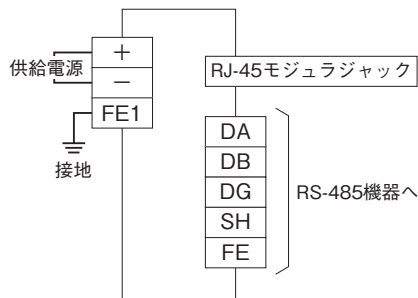 供給電源
+
−
FE1
接地
RJ-45モジュラジャック
DA
DB
DG
SH
FE
RS-485機器へ